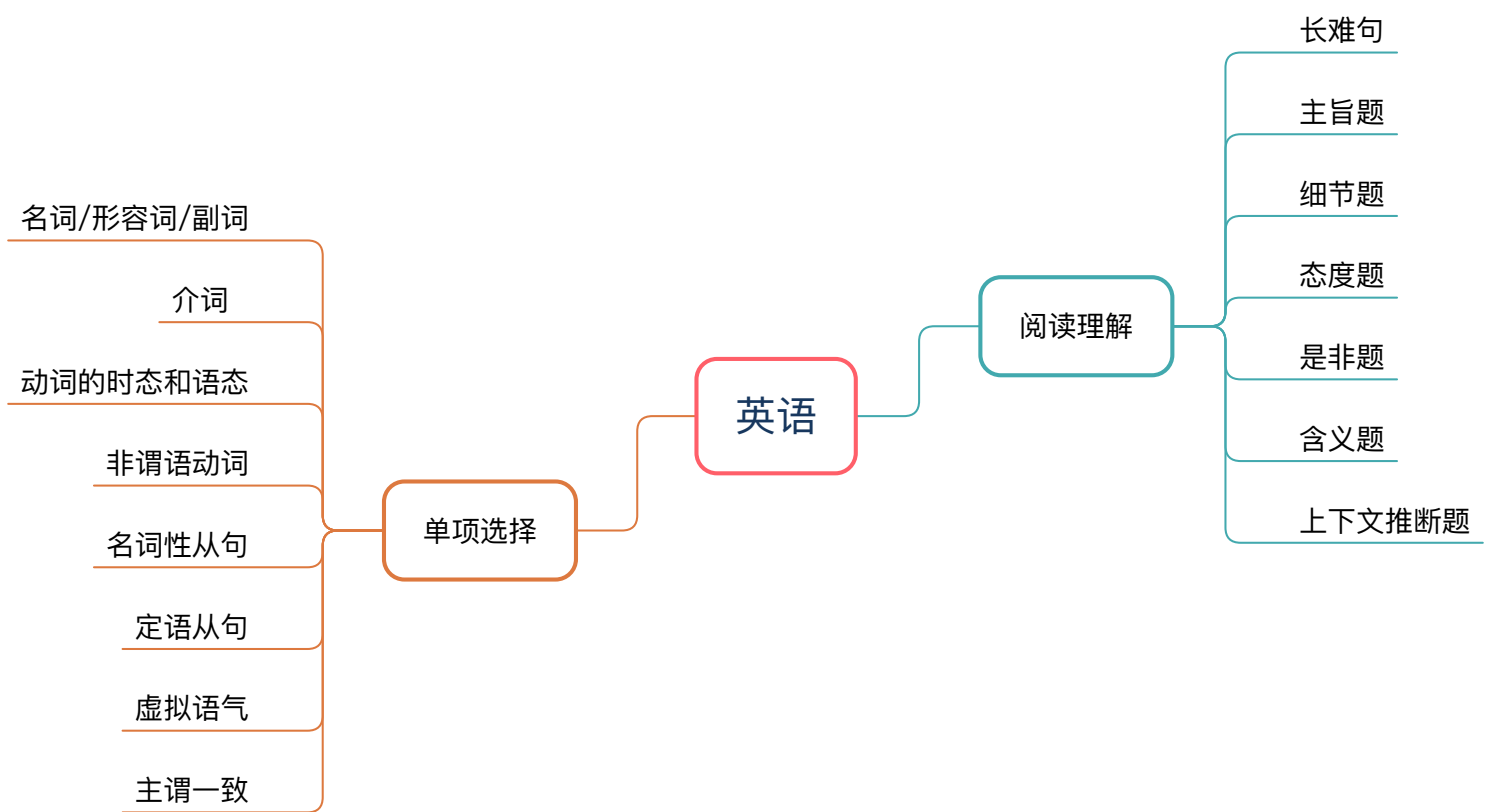 英语
阅读理解
长难句
主旨题
细节题
态度题
是非题
含义题
上下文推断题
单项选择
名词/形容词/副词
介词
动词的时态和语态
非谓语动词
名词性从句
定语从句
虚拟语气
主谓一致